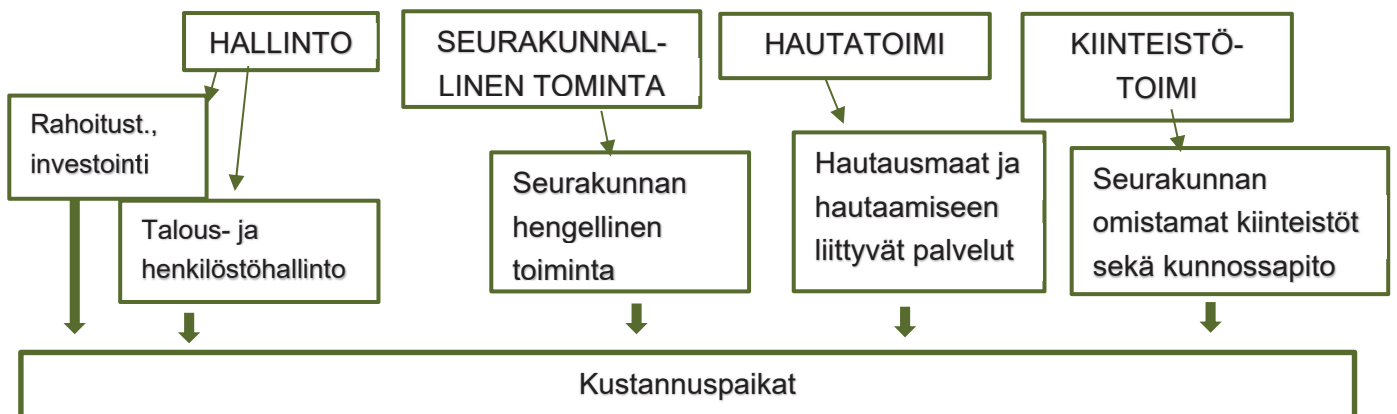 HALLINTO
SEURAKUNNAL-
LINEN TOMINTA
HAUTATOIMI
KIINTEISTÖ-
TOIMI
Rahoitust.,
investointi
Talous- ja
henkilöstöhallinto
Seurakunnan
hengellinen
toiminta
Hautausmaat ja
hautaamiseen
liittyvät palvelut
Seurakunnan
omistamat kiinteistöt
sekä kunnossapito
Kustannuspaikat